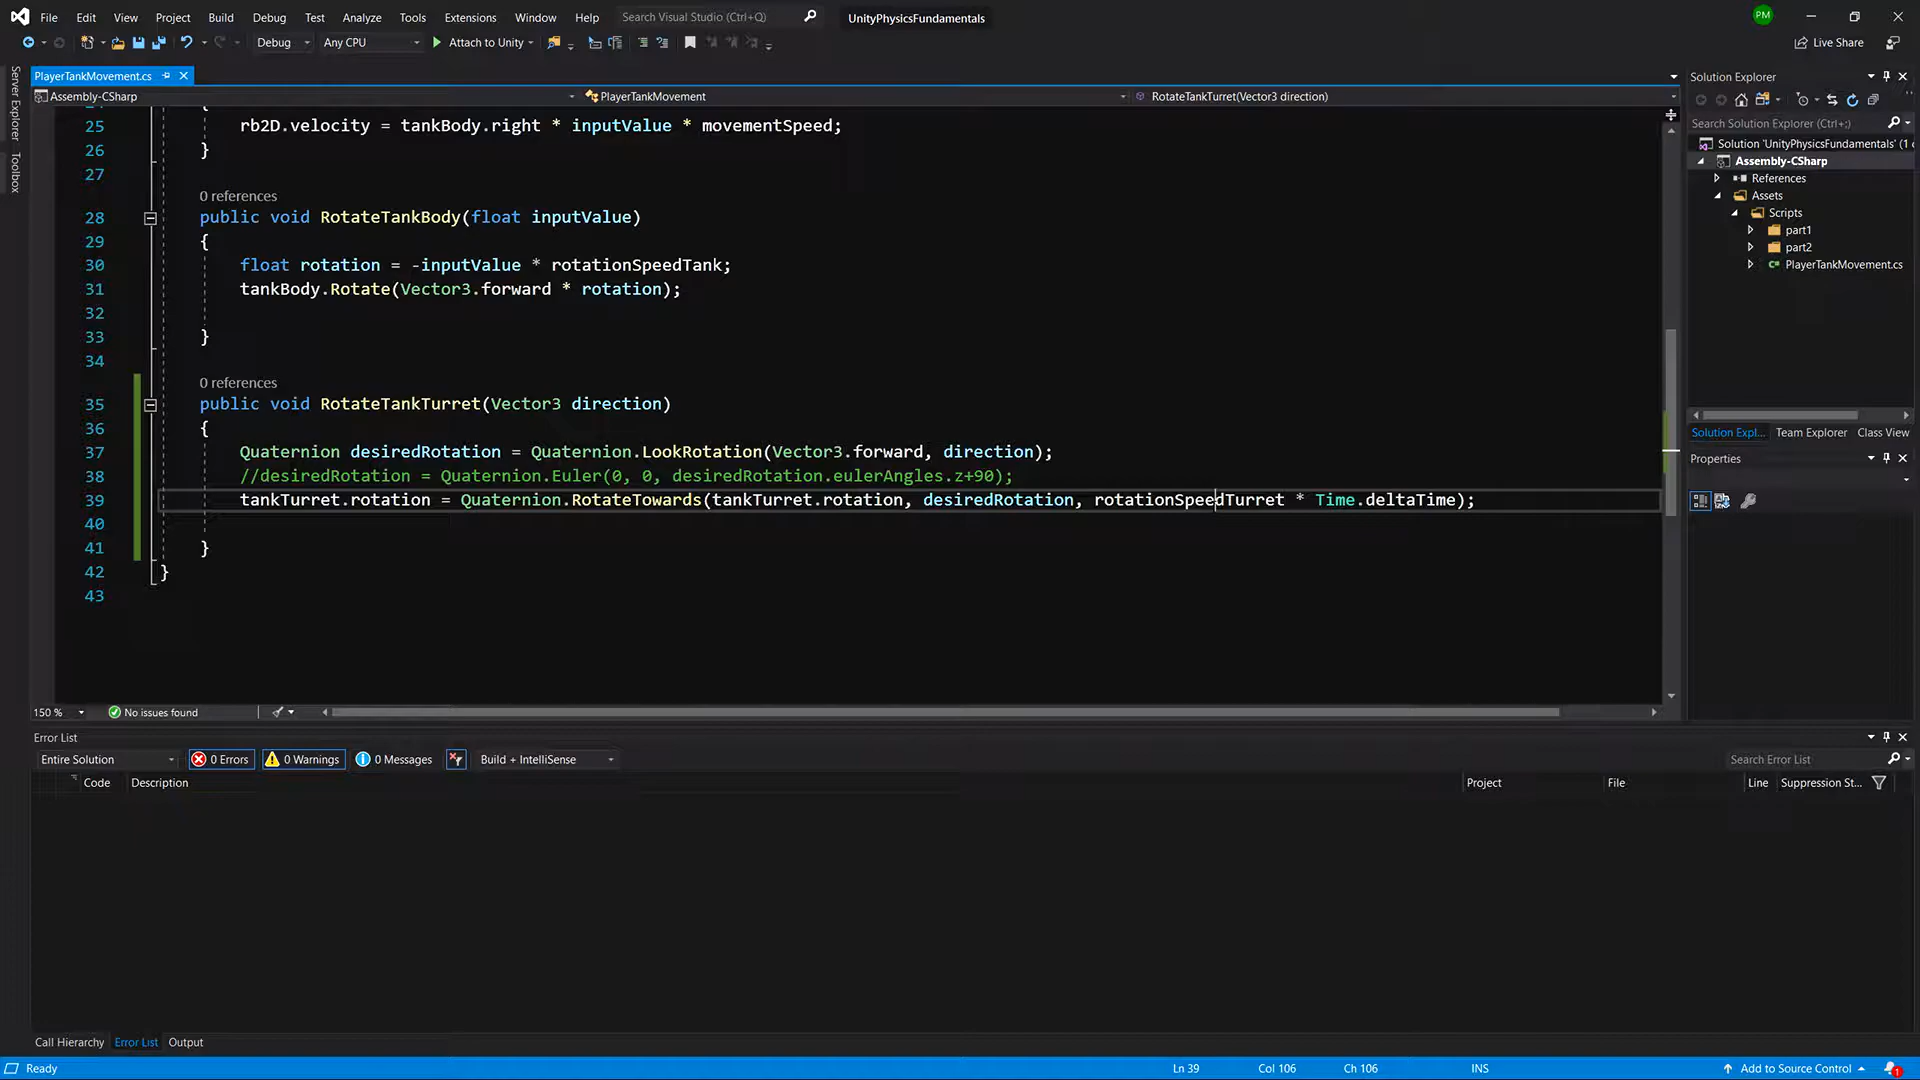 File Edit View Project Build Debug Test Analyze Tools Extensions Window Help Search Visual Studio (Ctrl+Q) UnityPhysicsFundamentals PM
Debug Any CPU Attach to Unity Live Share
Server Explorer
Toolbox
PlayerTankMovement.cs
Assembly-CSharp PlayerTankMovement RotateTankTurret(Vector3 direction)
24 {
25 rb2D.velocity = tankBody.right * inputValue * movementSpeed;
26 }
27
0 references
28 public void RotateTankBody(float inputValue)
29 {
30 float rotation = -inputValue * rotationSpeedTank;
31 tankBody.Rotate(Vector3.forward * rotation);
32
33 }
34
0 references
35 public void RotateTankTurret(Vector3 direction)
36 {
37 Quaternion desiredRotation = Quaternion.LookRotation(Vector3.forward, direction);
38 //desiredRotation = Quaternion.Euler(0, 0, desiredRotation.eulerAngles.z+90);
39 tankTurret.rotation = Quaternion.RotateTowards(tankTurret.rotation, desiredRotation, rotationSpeedTurret * Time.deltaTime);
40
41 }
42 }
43
150 % No issues found
Solution Explorer
Search Solution Explorer (Ctrl+;)
Solution 'UnityPhysicsFundamentals' (1 c
Assembly-CSharp
References
Assets
Scripts
part1
part2
PlayerTankMovement.cs
Solution Expl... Team Explorer Class View
Properties
Error List
Entire Solution 0 Errors 0 Warnings 0 Messages Build + IntelliSense Search Error List
Code Description Project File Line Suppression St...
Call Hierarchy Error List Output
Ready Ln 39 Col 106 Ch 106 INS Add to Source Control 1